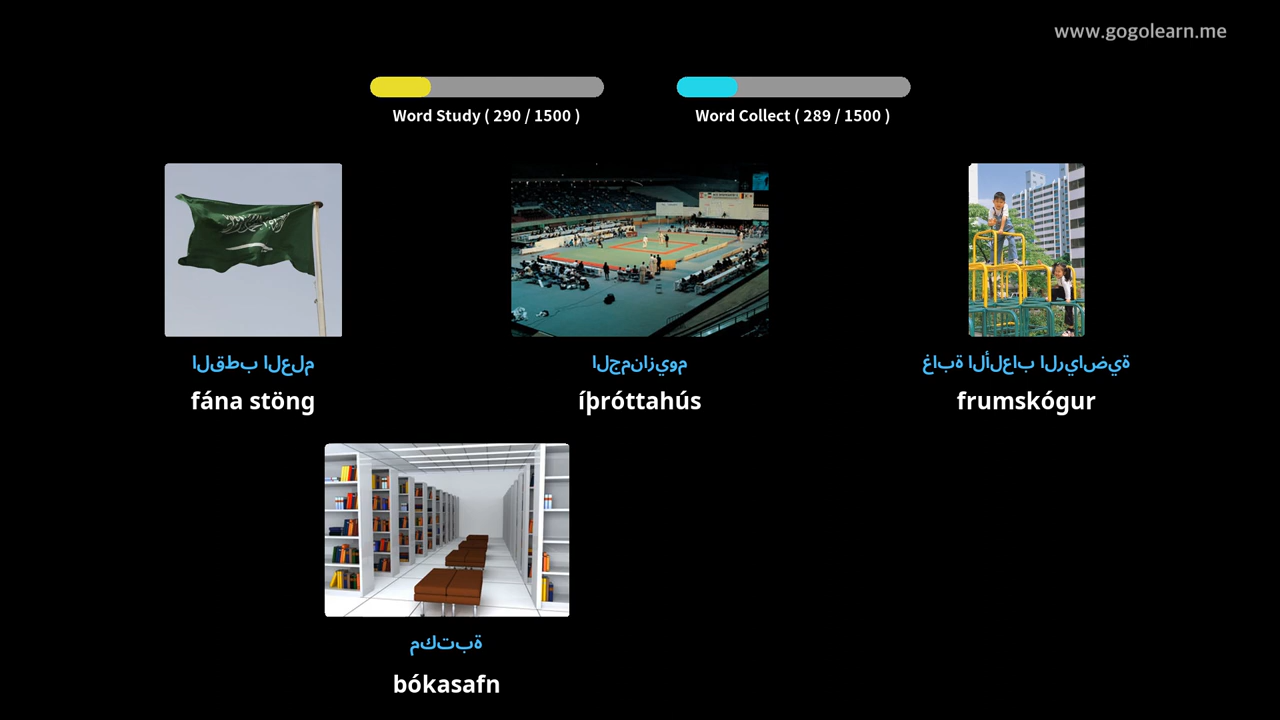 www.gogolearn.me
Word Study ( 290 / 1500 )
Word Collect ( 289 / 1500 )
القطب العلم
fána stöng
الجمنازيوم
íþróttahús
غابة الألعاب الرياضية
frumskógur
مكتبة
bókasafn